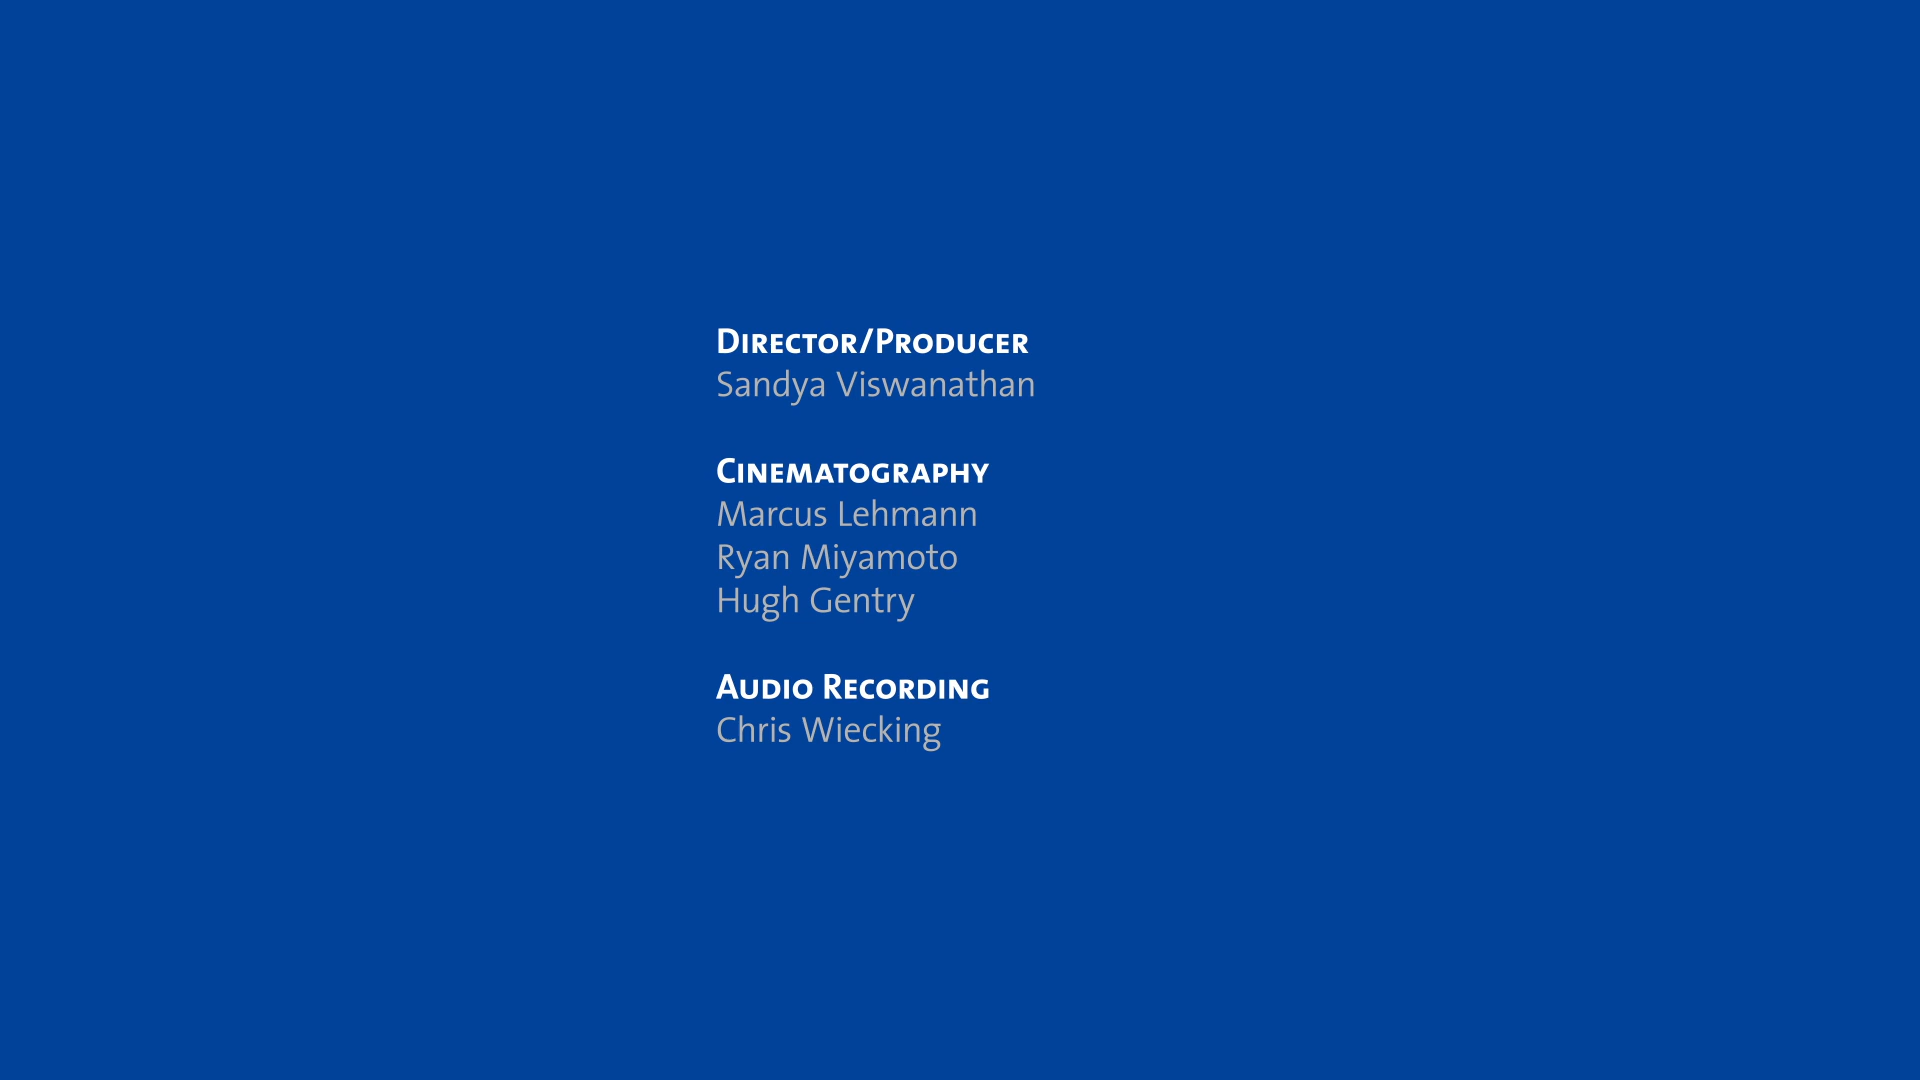 Director/Producer
Sandya Viswanathan
Cinematography
Marcus Lehmann
Ryan Miyamoto
Hugh Gentry
Audio Recording
Chris Wiecking